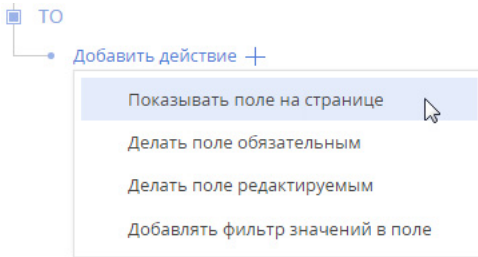 ТО
Добавить действие
Показывать поле на странице
Делать поле обязательным
Делать поле редактируемым
Добавлять фильтр значений в поле